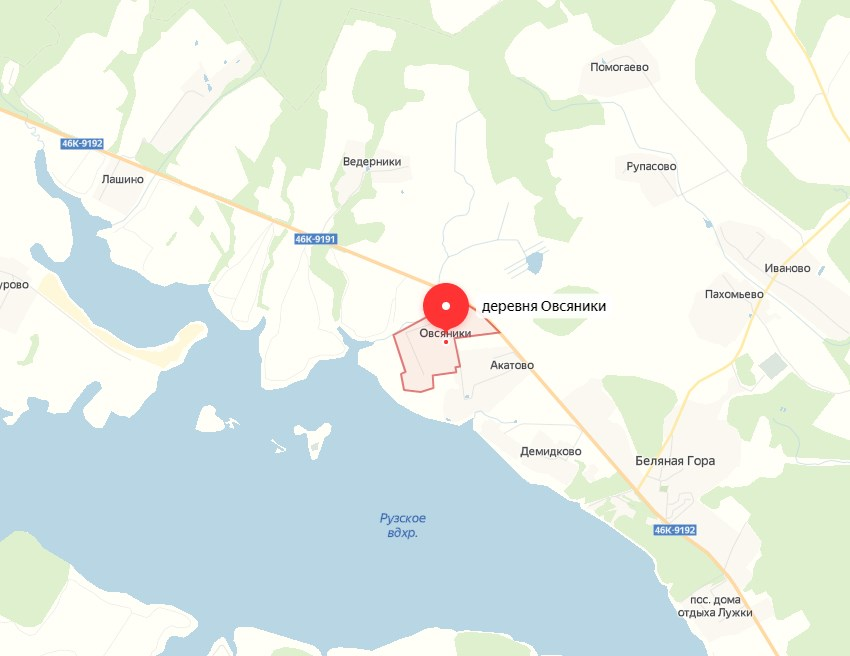 Помогаево
46К-9192
Ведерники
Рупасово
Лашино
46К-9191
Иваново
урово
Пахомьево
деревня Овсяники
Овсяники
Акатово
Демидково
Беляная Гора
Рузское
вдхр.
46К-9192
пос. дома
отдыха Лужки